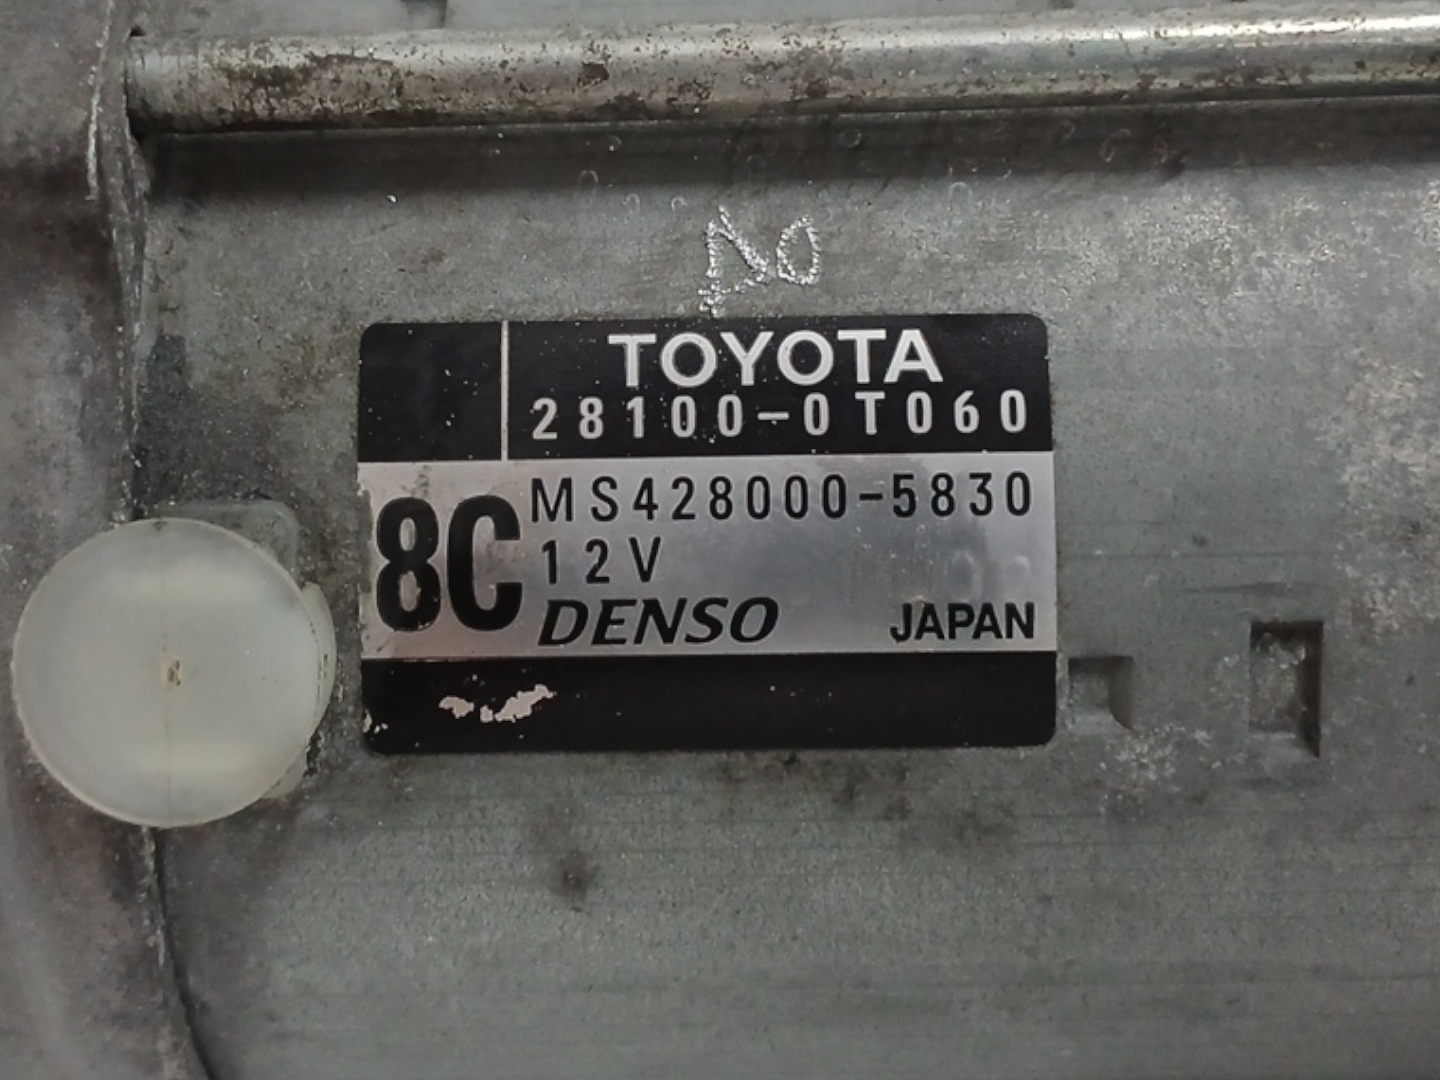 TOYOTA
28100-0T060
8C
MS428000-5830
12V
DENSO JAPAN